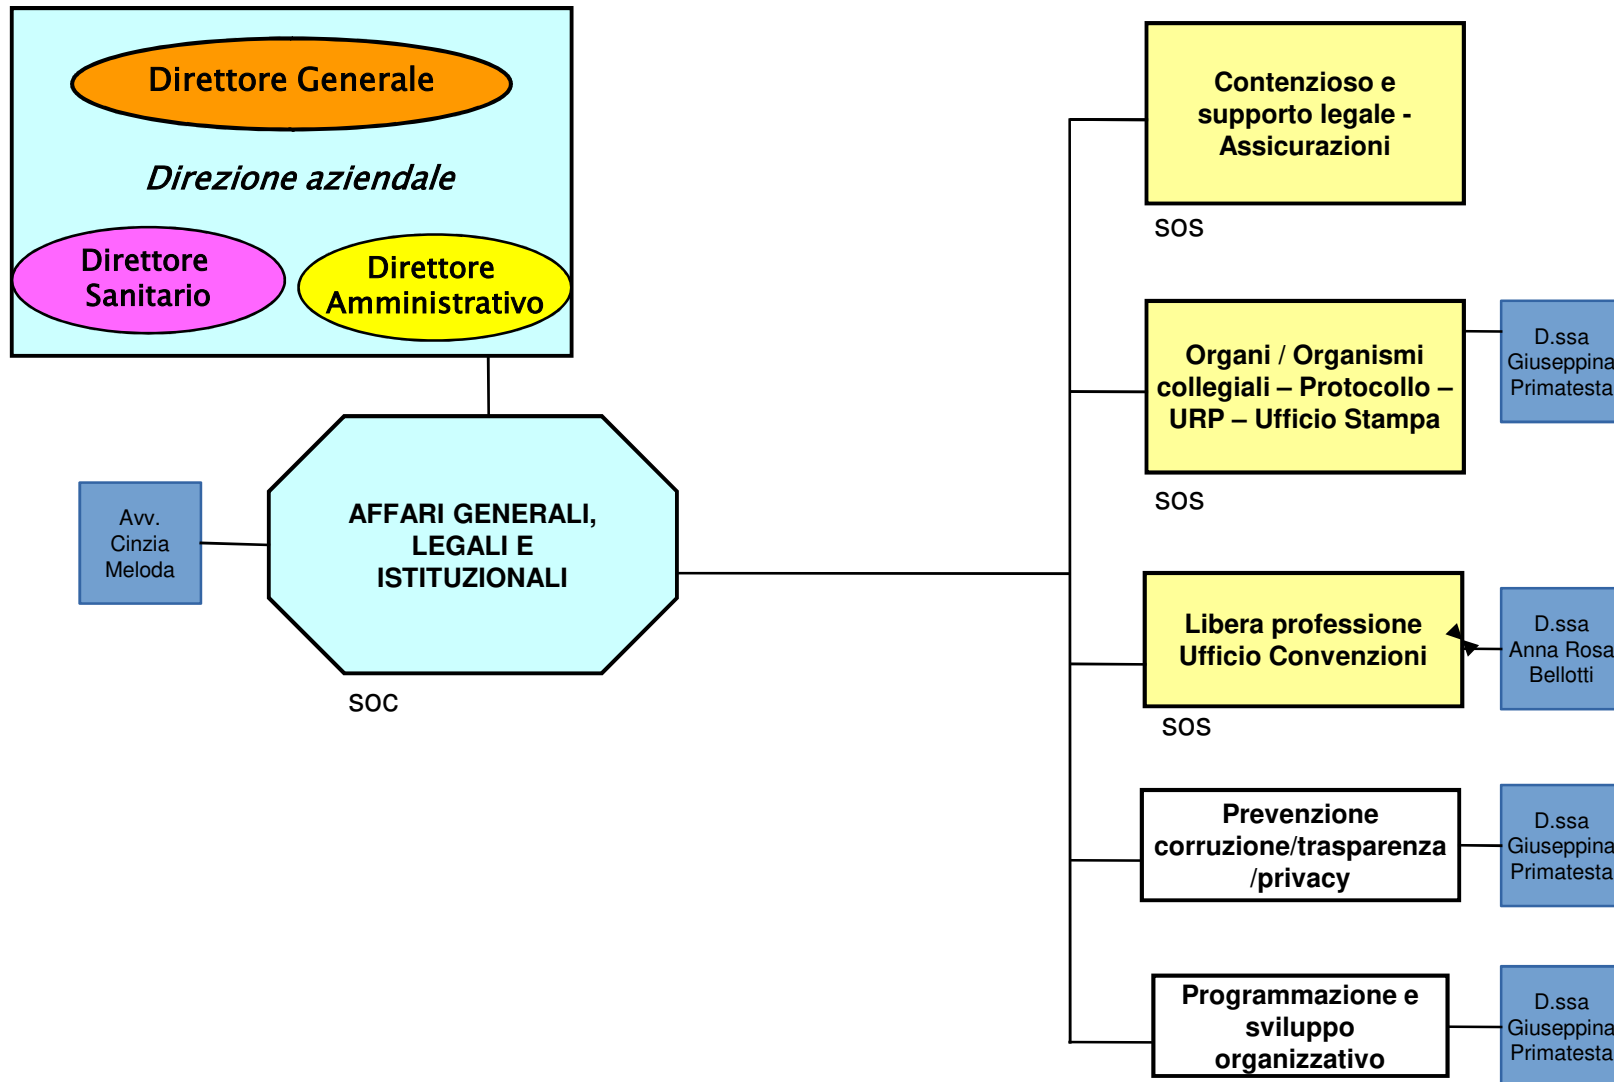 Direttore Generale
Direzione aziendale
Direttore
Sanitario
Direttore
Amministrativo
Avv.
Cinzia
Meloda
AFFARI GENERALI,
LEGALI E
ISTITUZIONALI
SOC
Contenzioso e
supporto legale -
Assicurazioni
SOS
Organi / Organismi
collegiali – Protocollo –
URP – Ufficio Stampa
SOS
D.ssa
Giuseppina
Primatesta
Libera professione
Ufficio Convenzioni
SOS
D.ssa
Anna Rosa
Bellotti
Prevenzione
corruzione/trasparenza
/privacy
D.ssa
Giuseppina
Primatesta
Programmazione e
sviluppo
organizzativo
D.ssa
Giuseppina
Primatesta